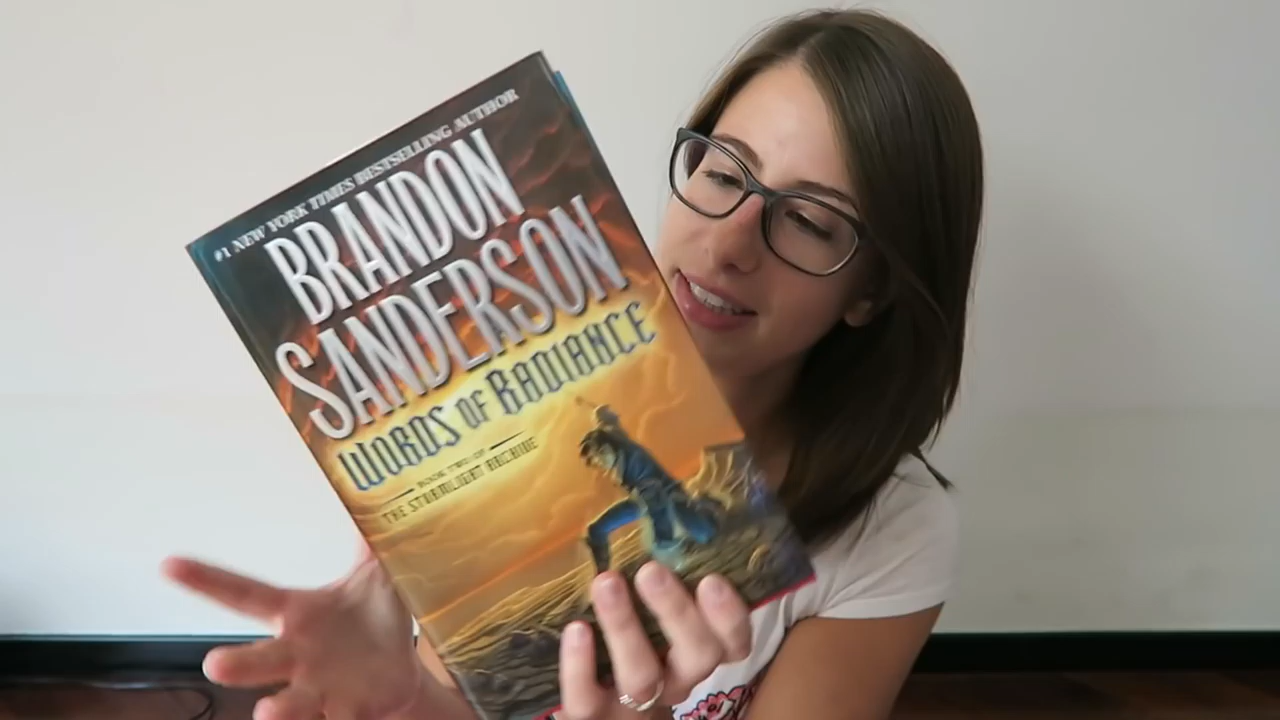 #1 NEW YORK TIMES BESTSELLING AUTHOR
BRANDON
SANDERSON
WORDS OF RADIANCE
BOOK TWO OF
THE STORMLIGHT ARCHIVE